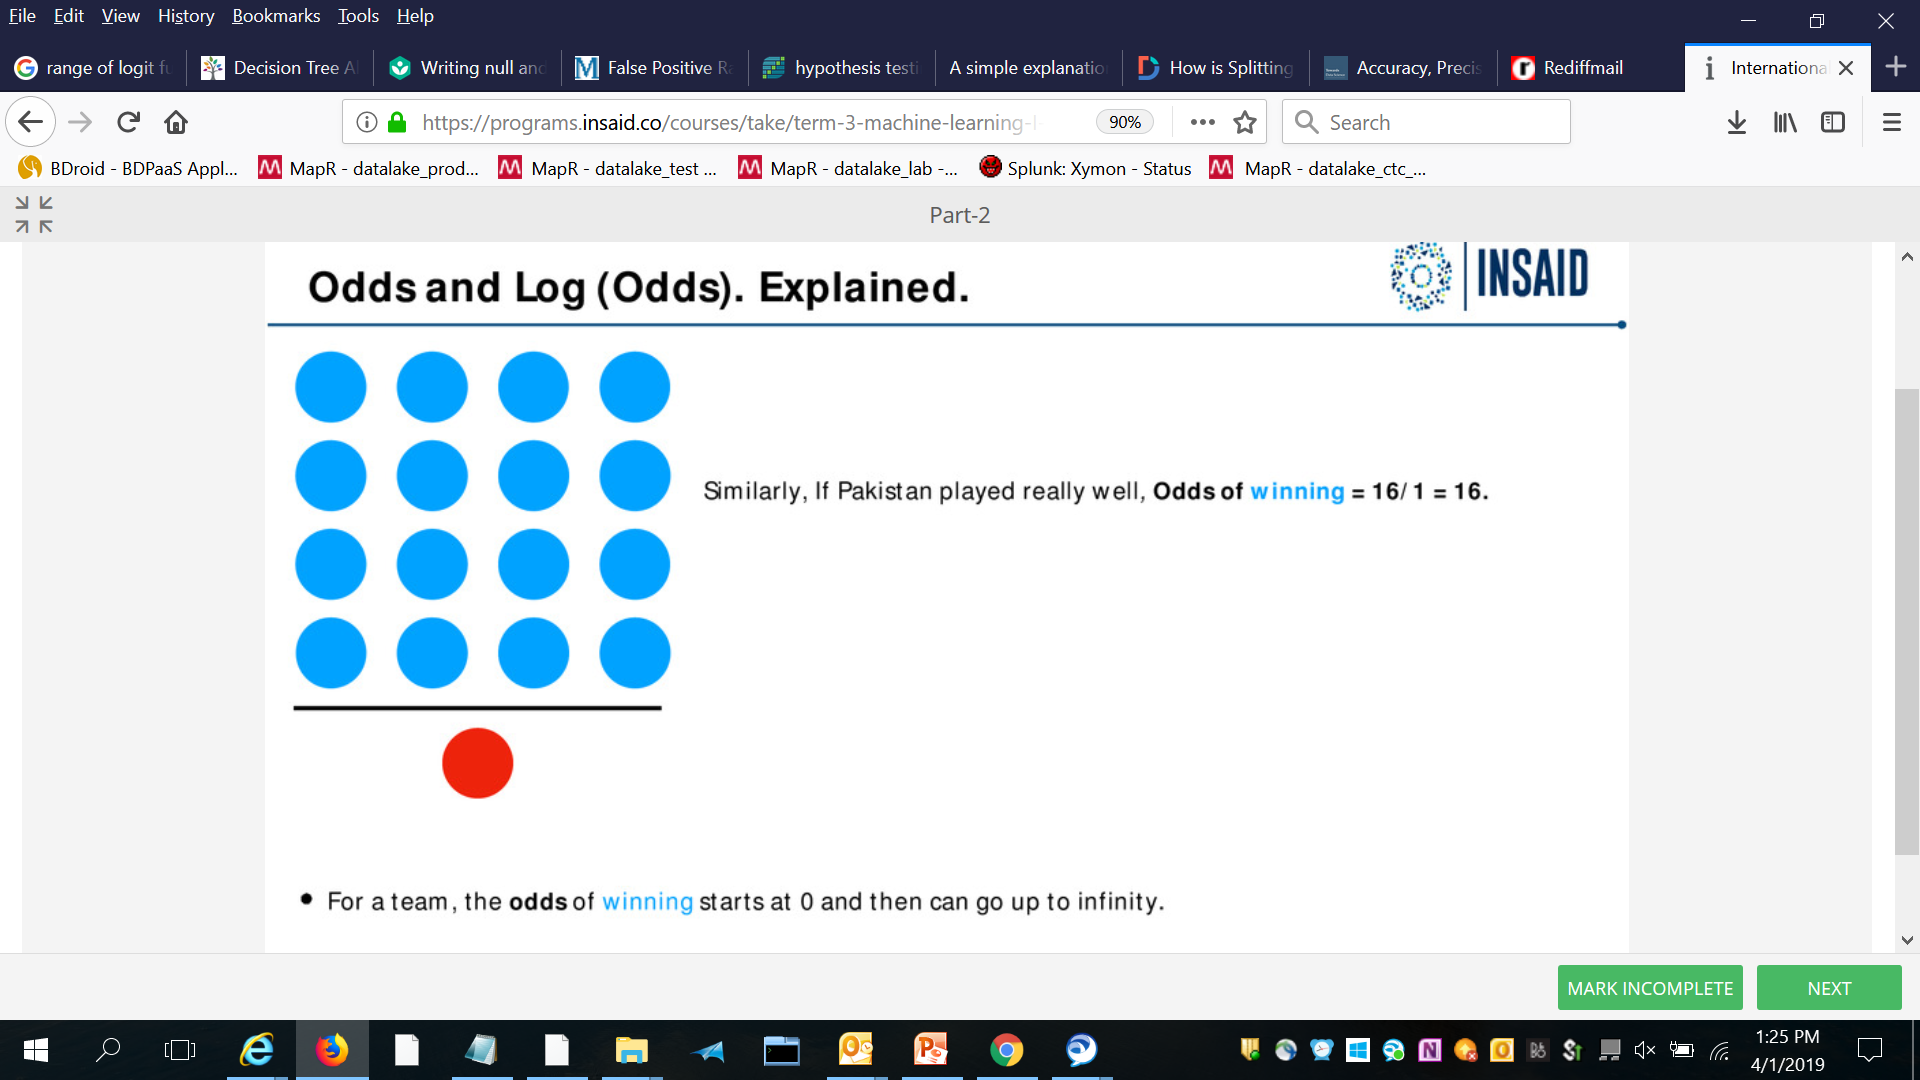 File Edit View History Bookmarks Tools Help
range of logit fu Decision Tree Al Writing null and False Positive Ra hypothesis testi A simple explanation How is Splitting Accuracy, Precis Rediffmail Internationa
https://programs.insaid.co/courses/take/term-3-machine-learning-l 90% Search
BDroid - BDPaaS Appl... MapR - datalake_prod... MapR - datalake_test ... MapR - datalake_lab -... Splunk: Xymon - Status MapR - datalake_ctc_...
Part-2
Odds and Log (Odds). Explained.
INSAID
Similarly, If Pakistan played really well, Odds of winning = 16/ 1 = 16.
• For a team, the odds of winning starts at 0 and then can go up to infinity.
MARK INCOMPLETE NEXT
1:25 PM
4/1/2019